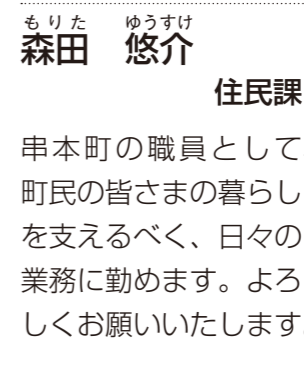 もりた ゆうすけ
森田 悠介
住民課
串本町の職員として
町民の皆さまの暮らし
を支えるべく、日々の
業務に勤めます。よろ
しくお願いいたします。